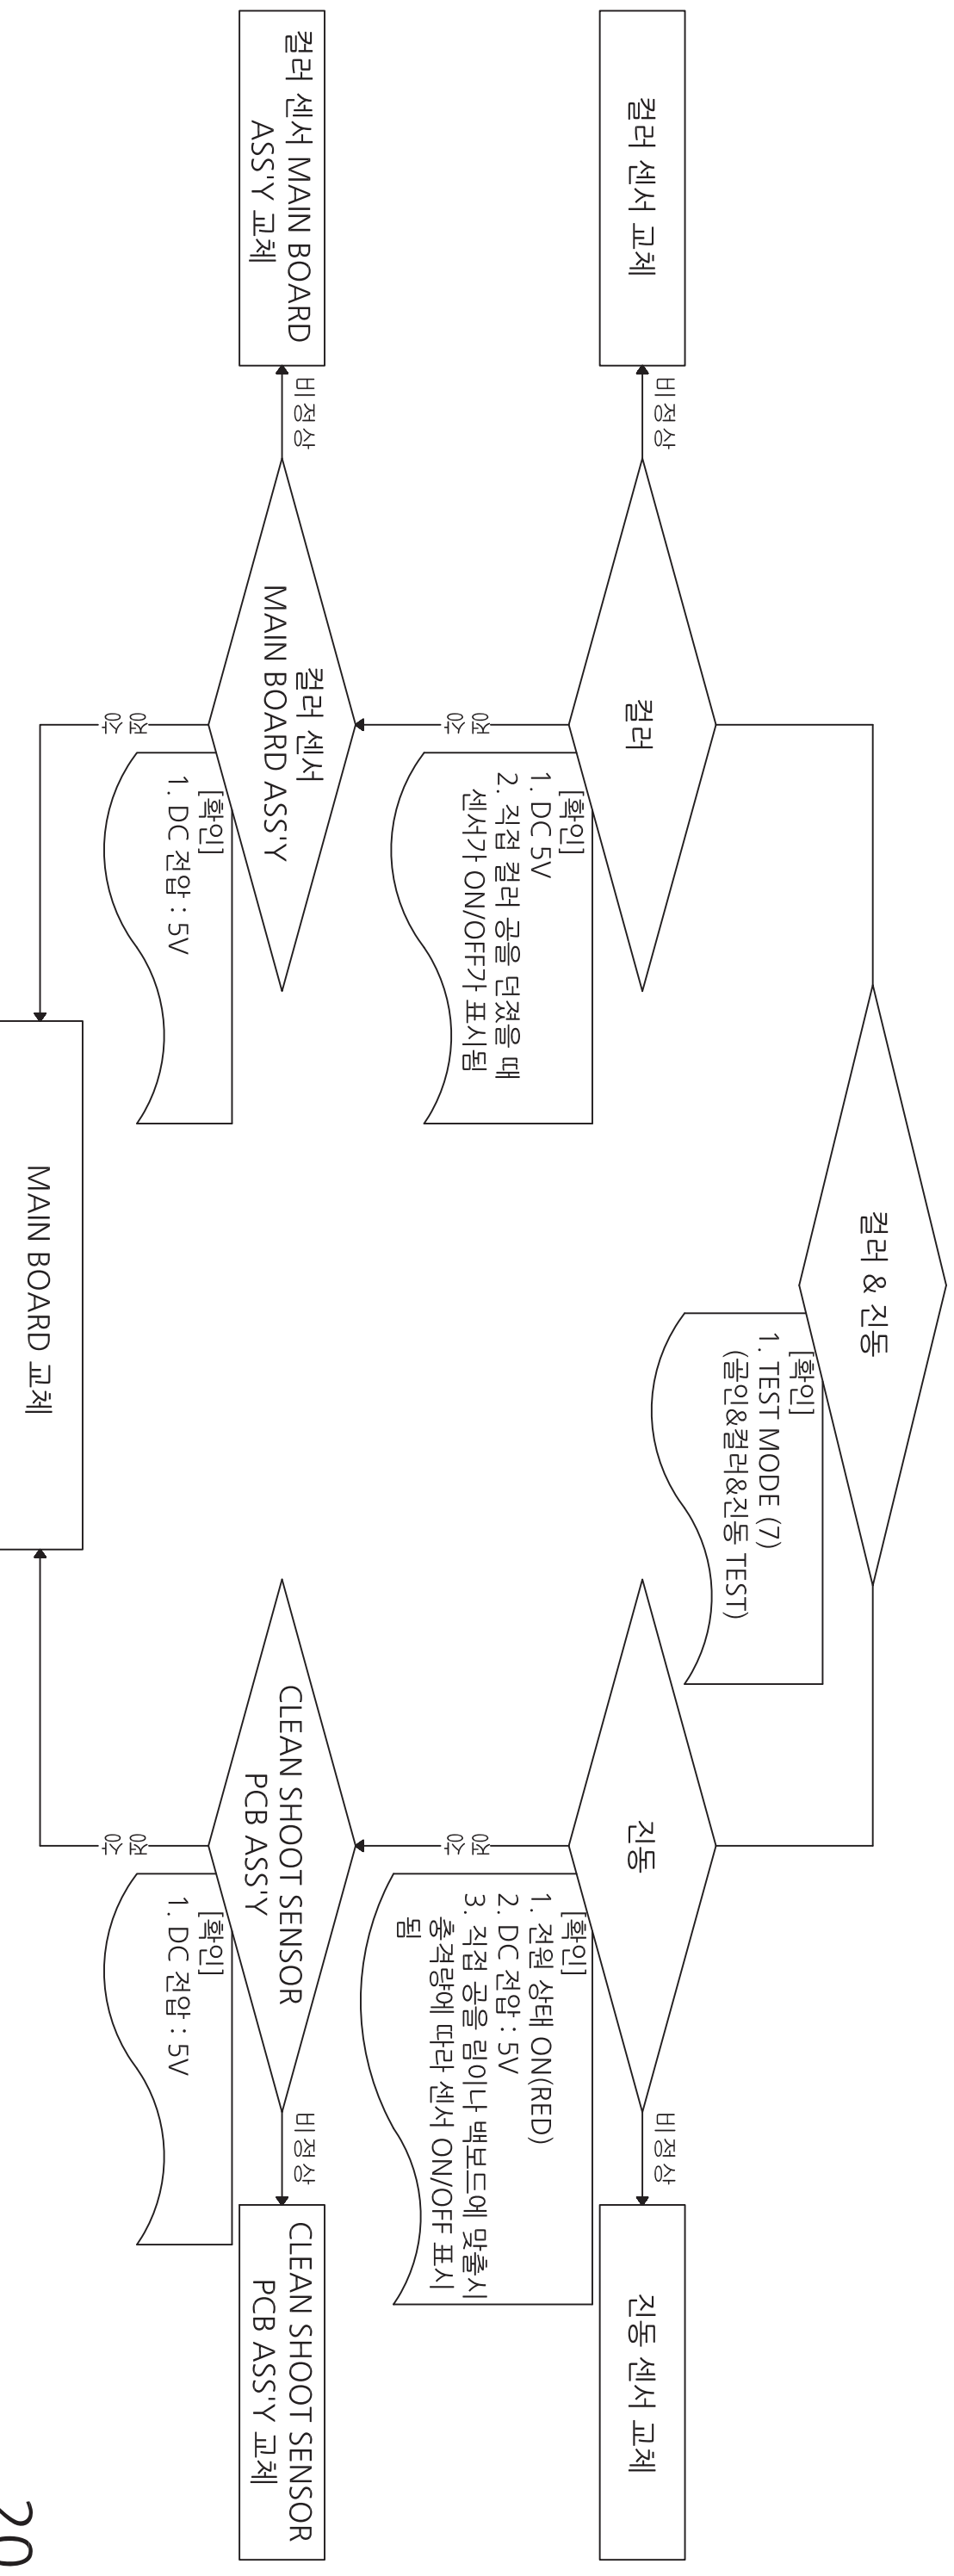 컬러 & 진동
[확인]
1. TEST MODE (7)
(골인&컬러&진동 TEST)
컬러 센서 교체
비정상
컬러
[확인]
1. DC 5V
2. 직접 컬러 공을 던졌을 때
센서가 ON/OFF가 표시됨
정상
진동
[확인]
1. 전원 상태 ON(RED)
2. DC 전압 : 5V
3. 직접 공을 림이나 백보드에 맞출시
충격량에 따라 센서 ON/OFF 표시
됨
정상
비정상
진동 센서 교체
컬러 센서 MAIN BOARD
ASS'Y 교체
비정상
컬러 센서
MAIN BOARD ASS'Y
[확인]
1. DC 전압 : 5V
정상
CLEAN SHOOT SENSOR
PCB ASS'Y
[확인]
1. DC 전압 : 5V
정상
비정상
CLEAN SHOOT SENSOR
PCB ASS'Y 교체
MAIN BOARD 교체
20